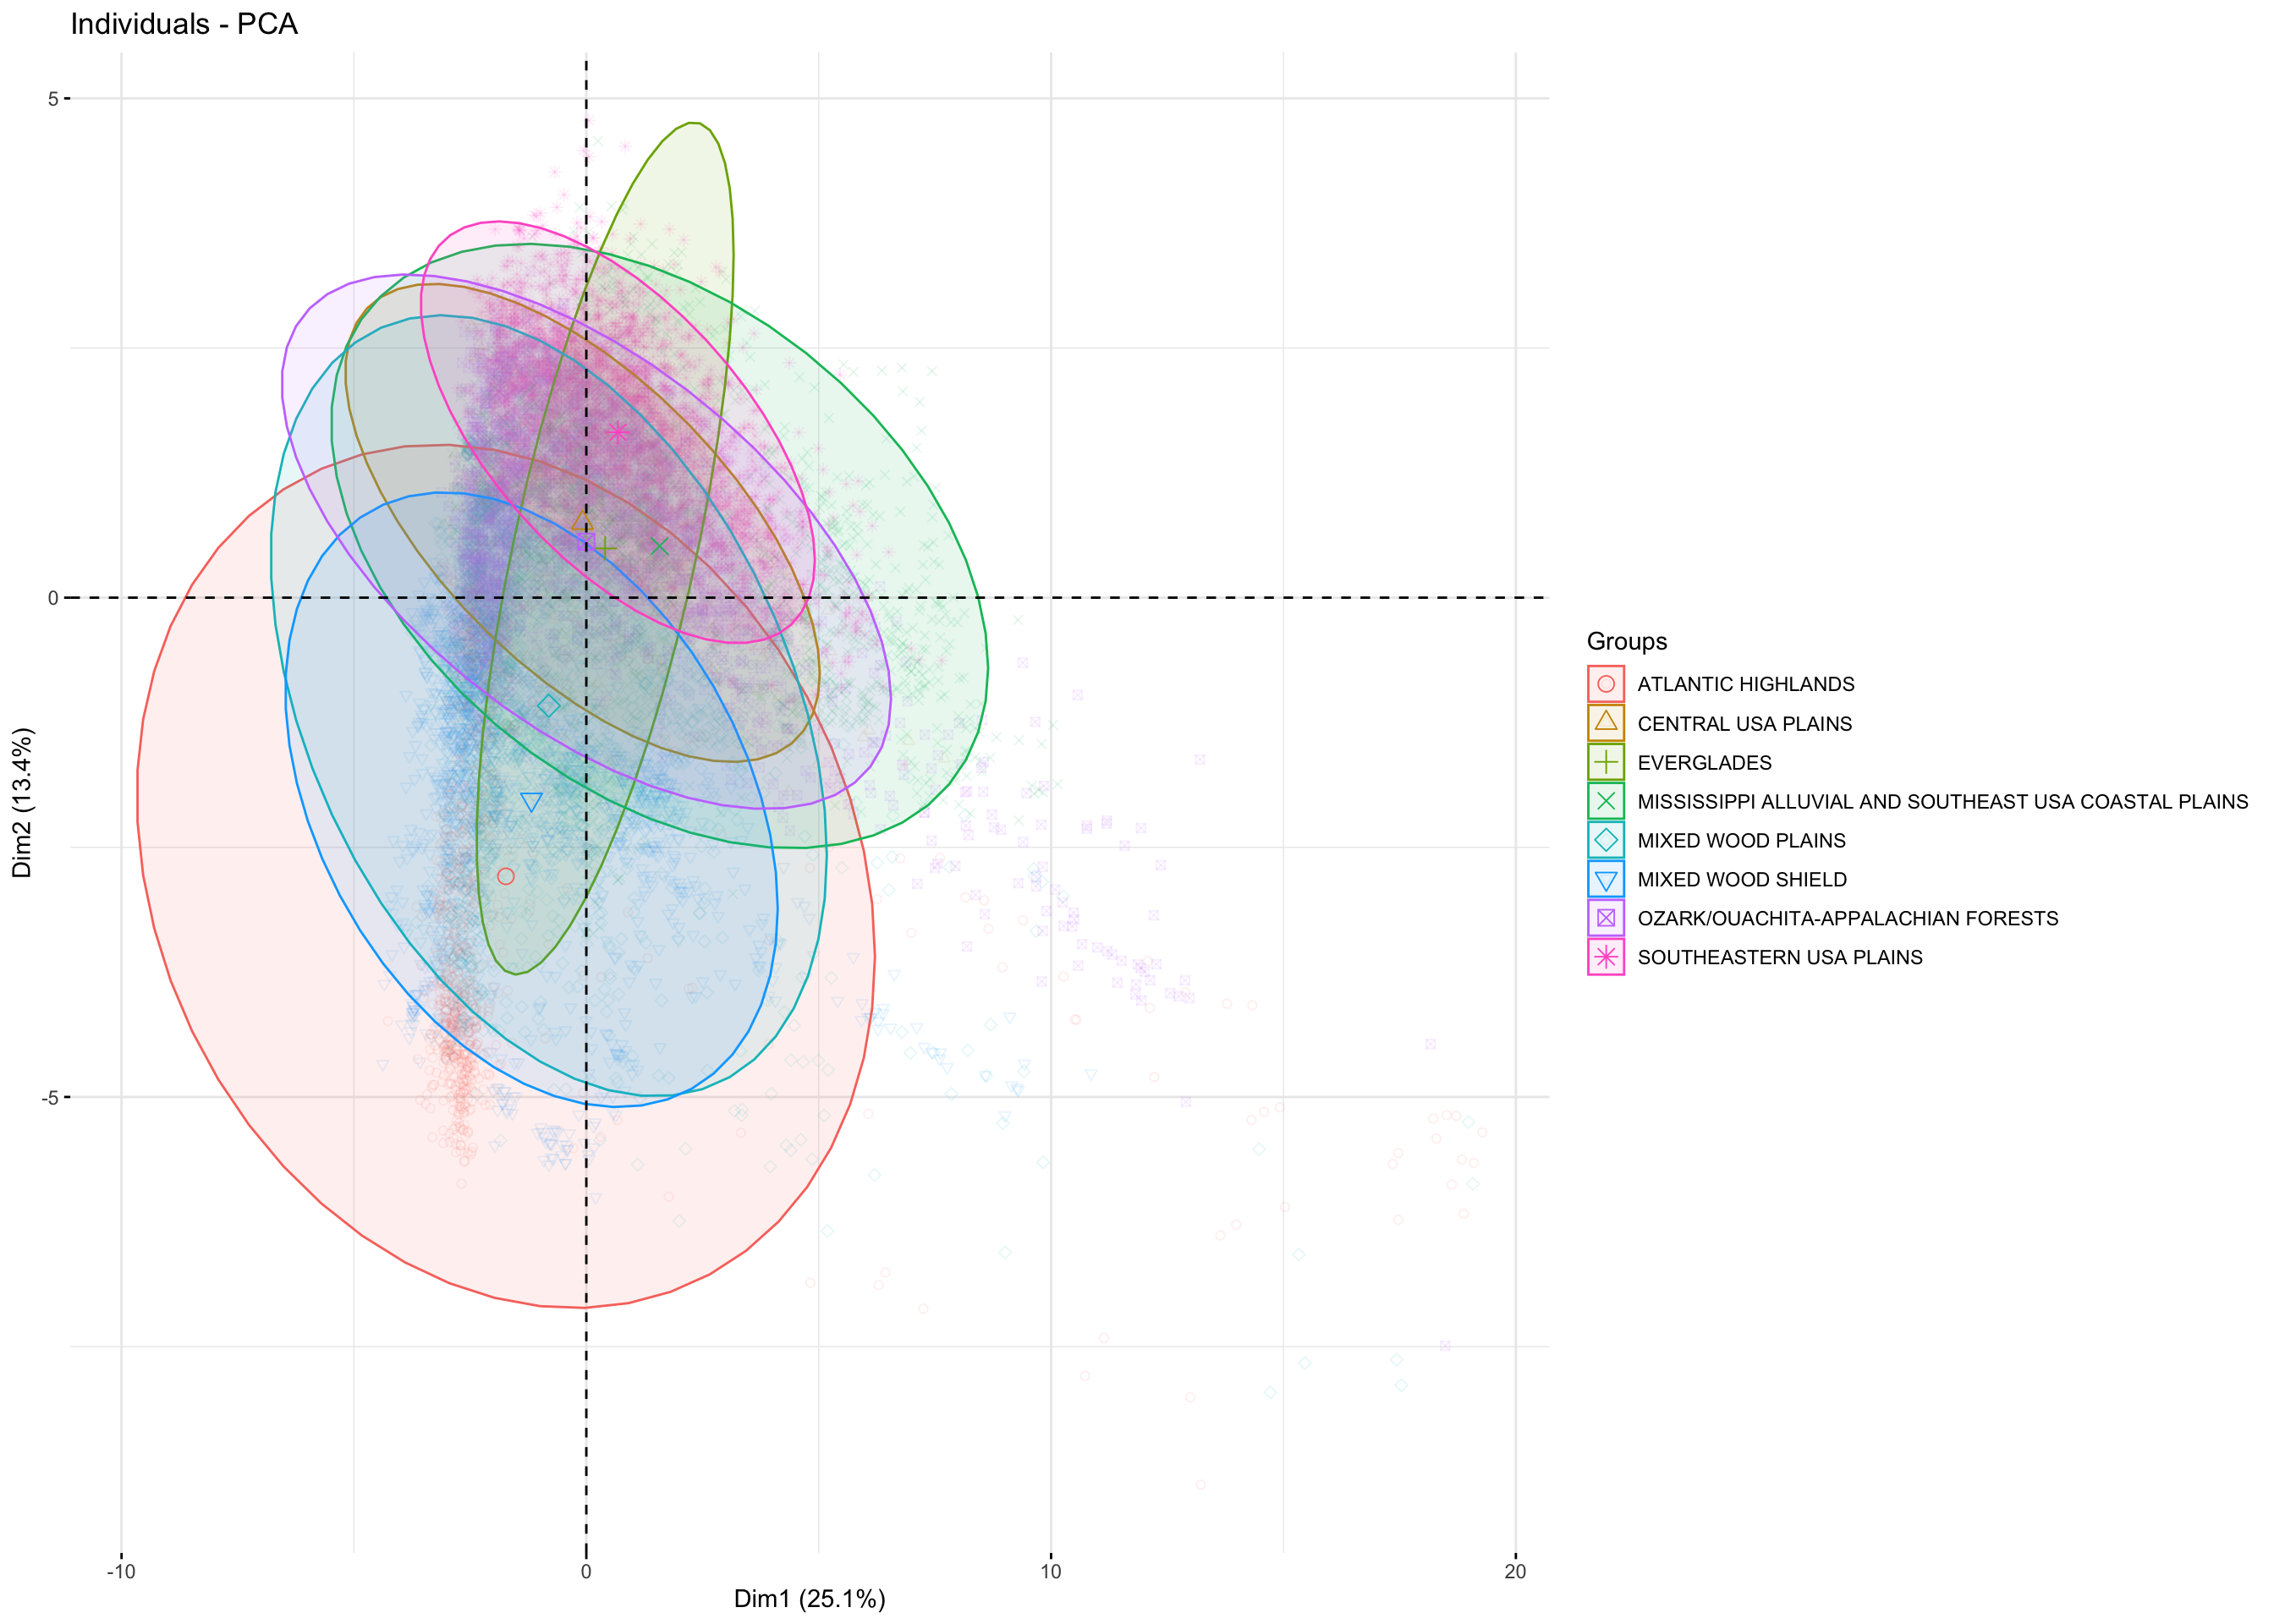 Individuals - PCA
5
0
-5
Dim2 (13.4%)
-10
0
10
20
Dim1 (25.1%)
Groups
ATLANTIC HIGHLANDS
CENTRAL USA PLAINS
EVERGLADES
MISSISSIPPI ALLUVIAL AND SOUTHEAST USA COASTAL PLAINS
MIXED WOOD PLAINS
MIXED WOOD SHIELD
OZARK/OUACHITA-APPALACHIAN FORESTS
SOUTHEASTERN USA PLAINS